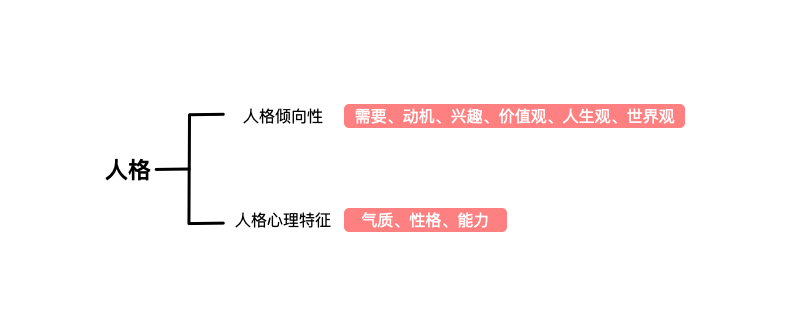 人格倾向性
需要、动机、兴趣、价值观、人生观、世界观
人格
人格心理特征
气质、性格、能力